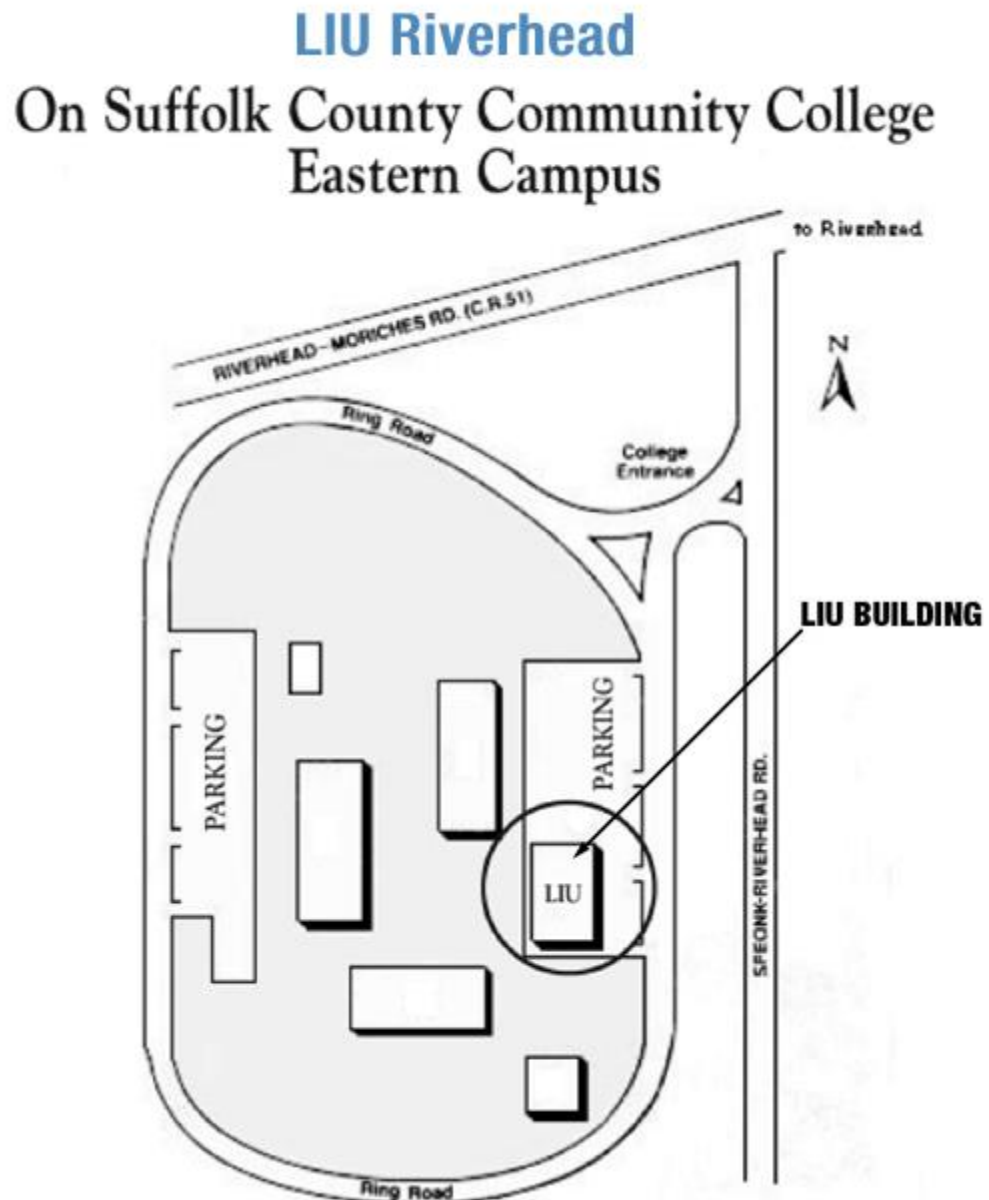 LIU Riverhead
On Suffolk County Community College
Eastern Campus
to Riverhead
RIVERHEAD-MORICHES RD. (C.R.51)
N
Ring Road
College
Entrance
LIU BUILDING
PARKING
PARKING
LIU
SPEONK-RIVERHEAD RD.
Ring Road